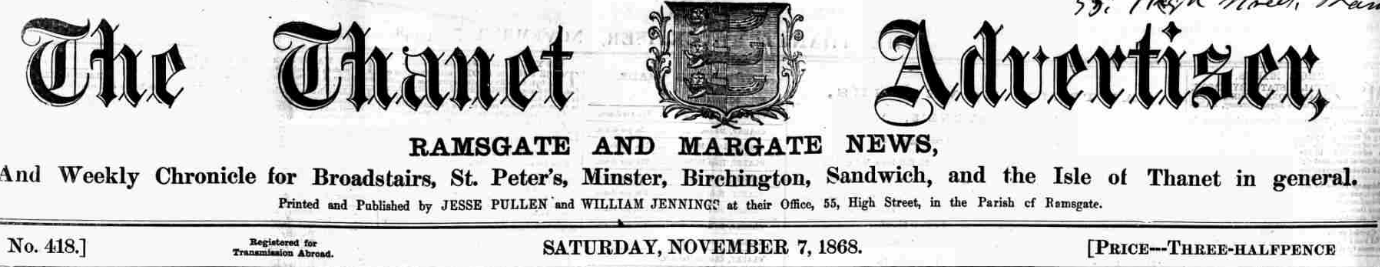 55, High Street,
The Thanet Advertiser,
RAMSGATE AND MARGATE NEWS,
And Weekly Chronicle for Broadstairs, St. Peter's, Minster, Birchington, Sandwich, and the Isle of Thanet in general.
Printed and Published by JESSE PULLEN and WILLIAM JENNINGS at their Office, 55, High Street, in the Parish of Ramsgate.
No. 418.] Registered for Transmission Abroad. SATURDAY, NOVEMBER 7, 1868. [PRICE—THREE-HALFPENCE